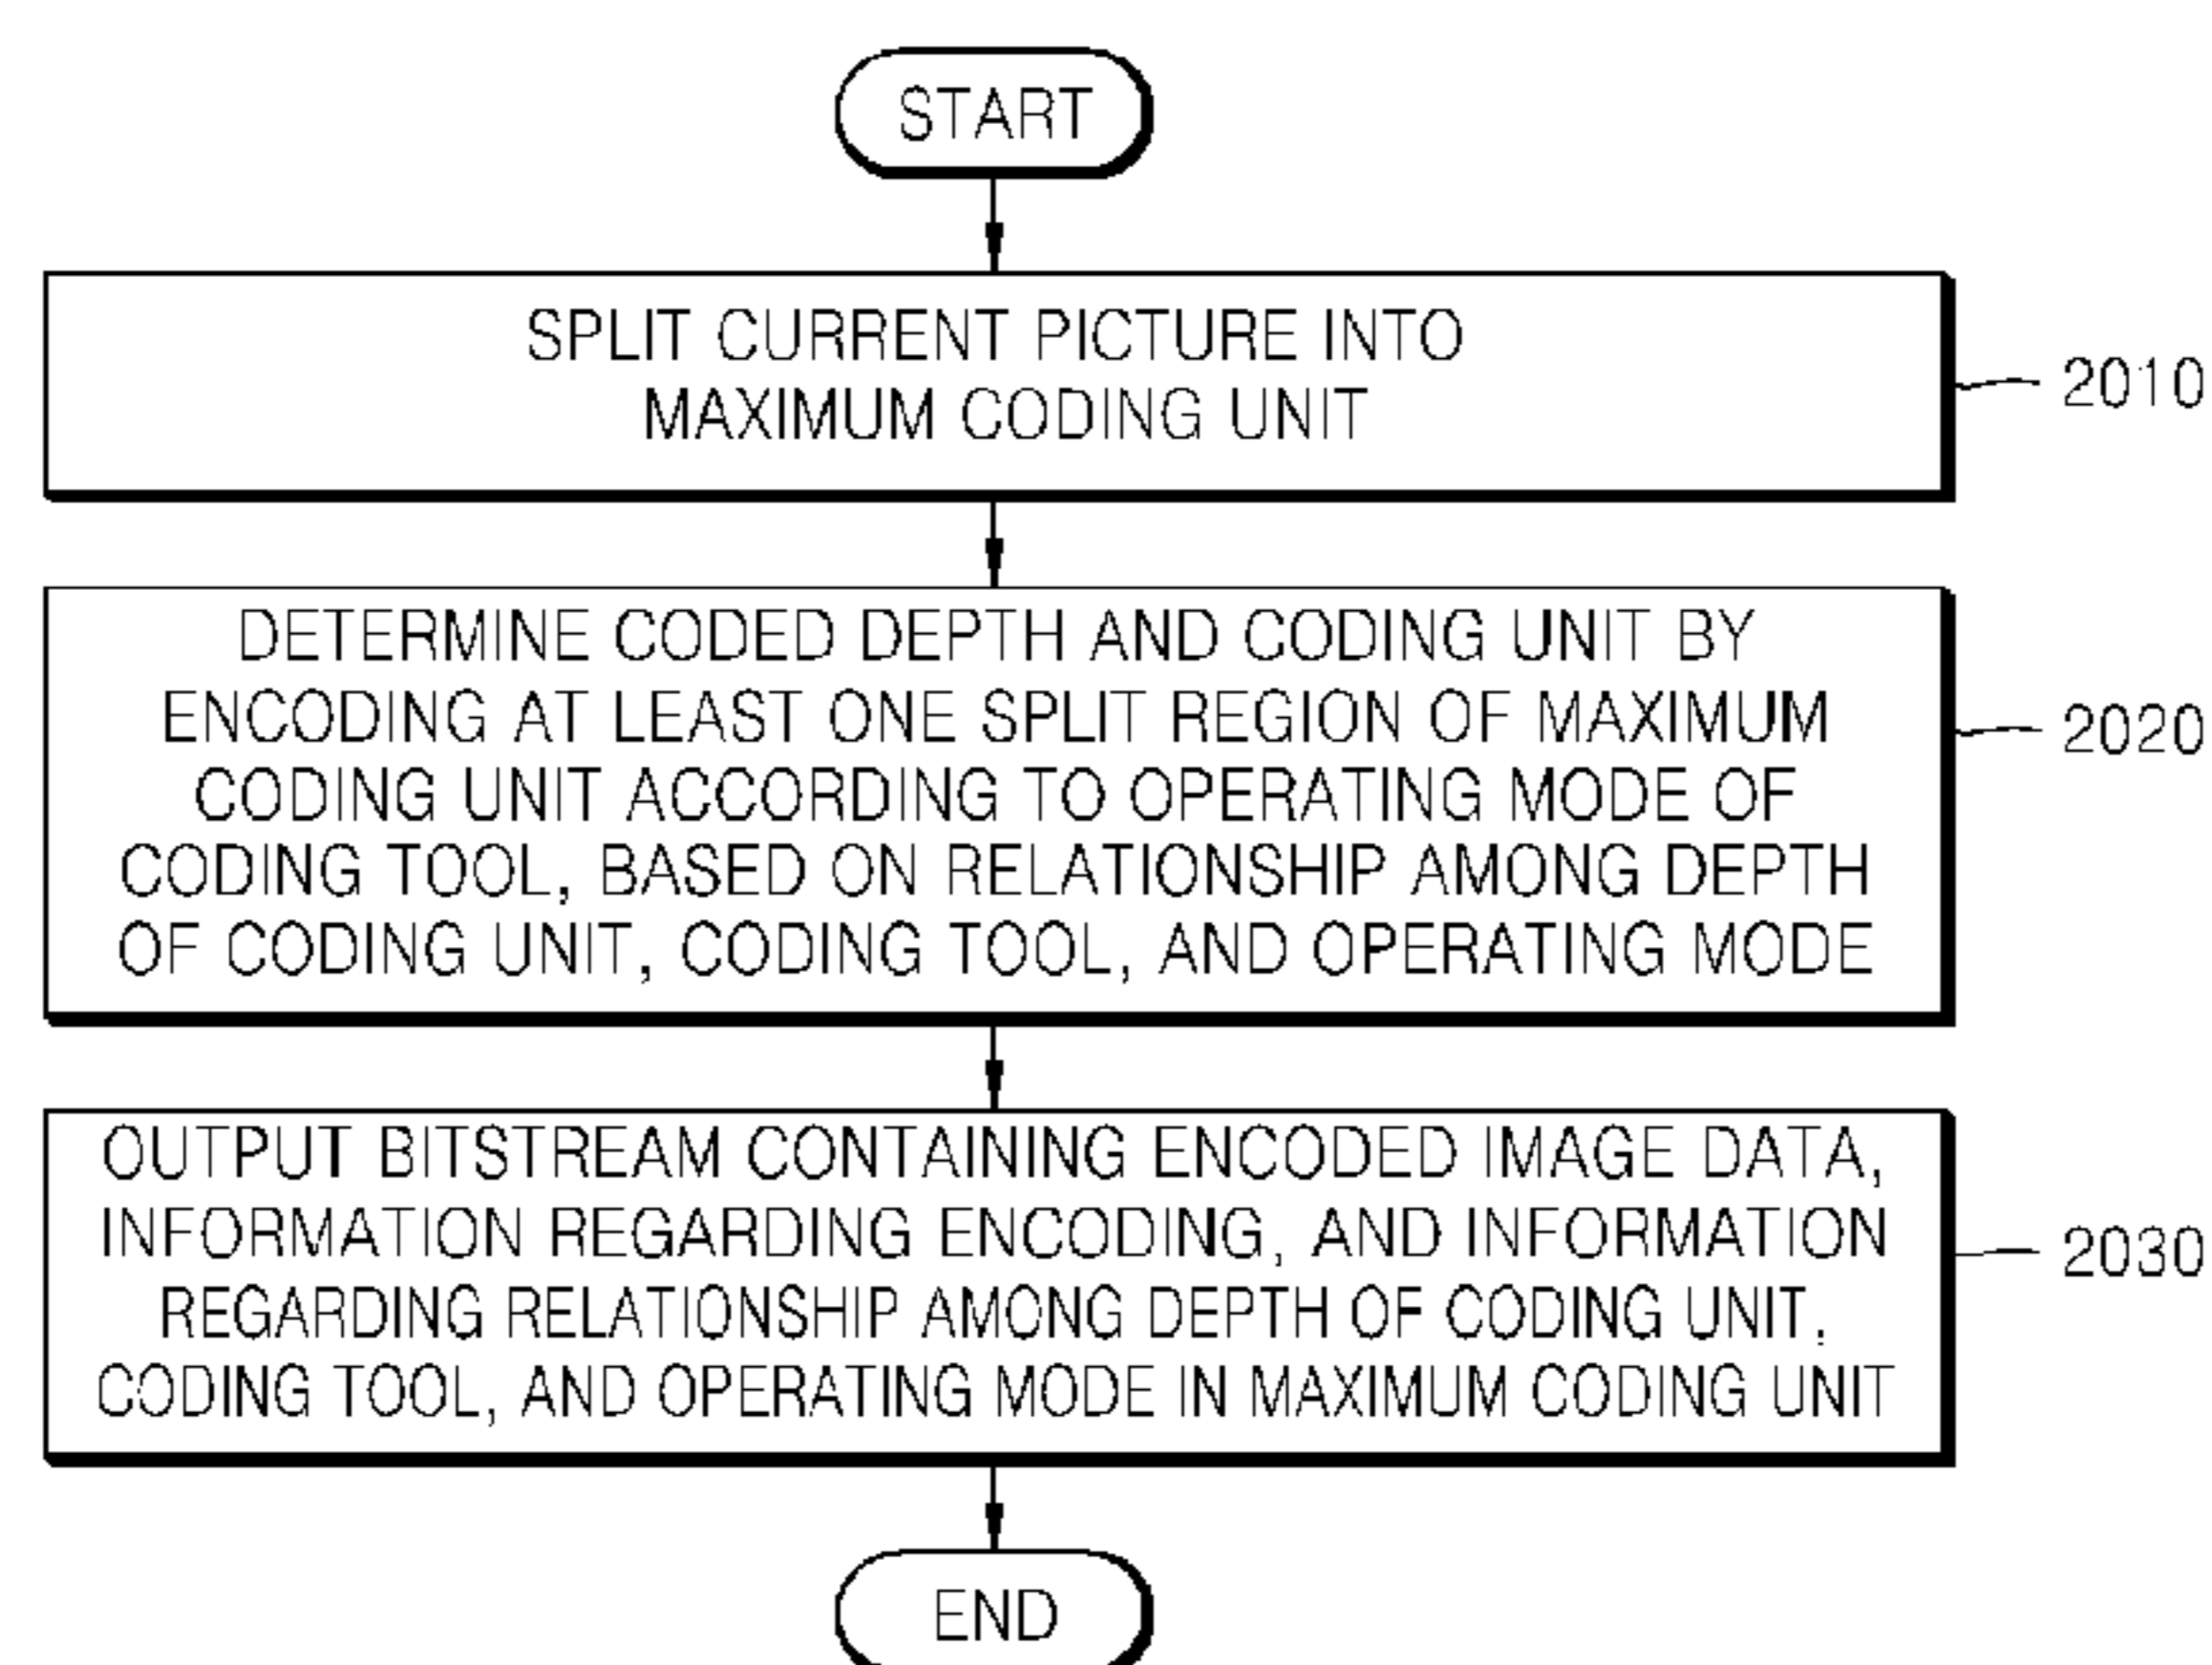 START
SPLIT CURRENT PICTURE INTO
MAXIMUM CODING UNIT
2010
DETERMINE CODED DEPTH AND CODING UNIT BY
ENCODING AT LEAST ONE SPLIT REGION OF MAXIMUM
CODING UNIT ACCORDING TO OPERATING MODE OF
CODING TOOL, BASED ON RELATIONSHIP AMONG DEPTH
OF CODING UNIT, CODING TOOL, AND OPERATING MODE
2020
OUTPUT BITSTREAM CONTAINING ENCODED IMAGE DATA,
INFORMATION REGARDING ENCODING, AND INFORMATION
REGARDING RELATIONSHIP AMONG DEPTH OF CODING UNIT,
CODING TOOL, AND OPERATING MODE IN MAXIMUM CODING UNIT
2030
END